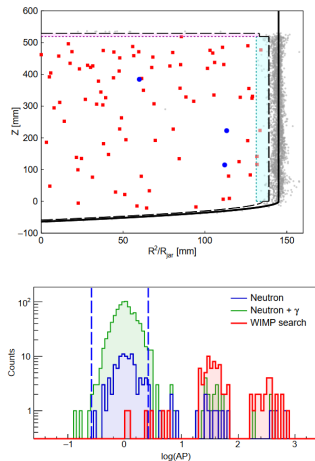 600
500
400
300
200
100
0
−100
Z [mm]
0 50 100 150
R²/R_jar [mm]
Neutron
Neutron + γ
WIMP search
10²
10
1
Counts
−1 0 1 2 3
log(AP)